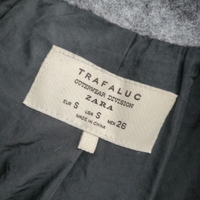 TRAFALUC
OUTERWEAR DIVISION
ZARA
EUR S USA S MEX 26
MADE IN CHINA